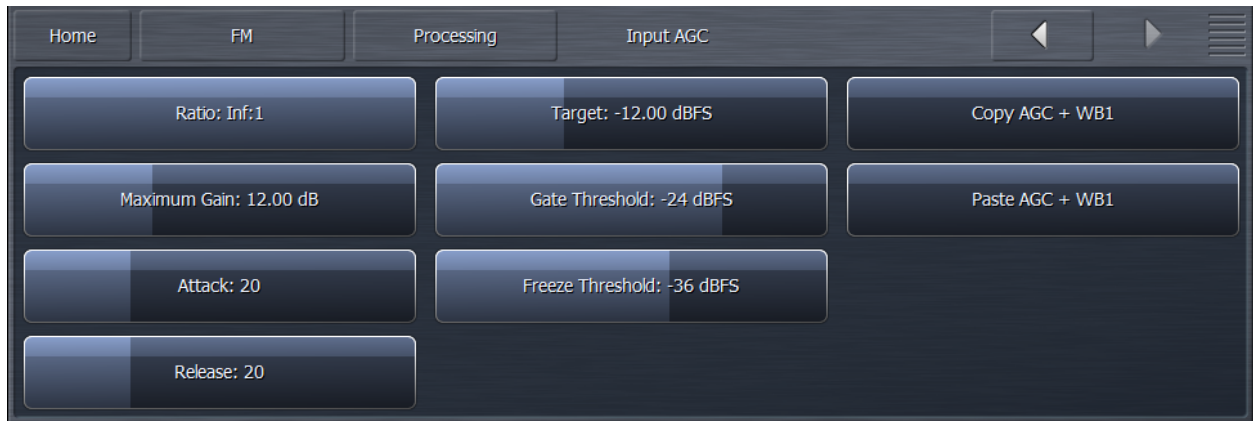 Home
FM
Processing
Input AGC
Ratio: Inf:1
Target: -12.00 dBFS
Copy AGC + WB1
Maximum Gain: 12.00 dB
Gate Threshold: -24 dBFS
Paste AGC + WB1
Attack: 20
Freeze Threshold: -36 dBFS
Release: 20